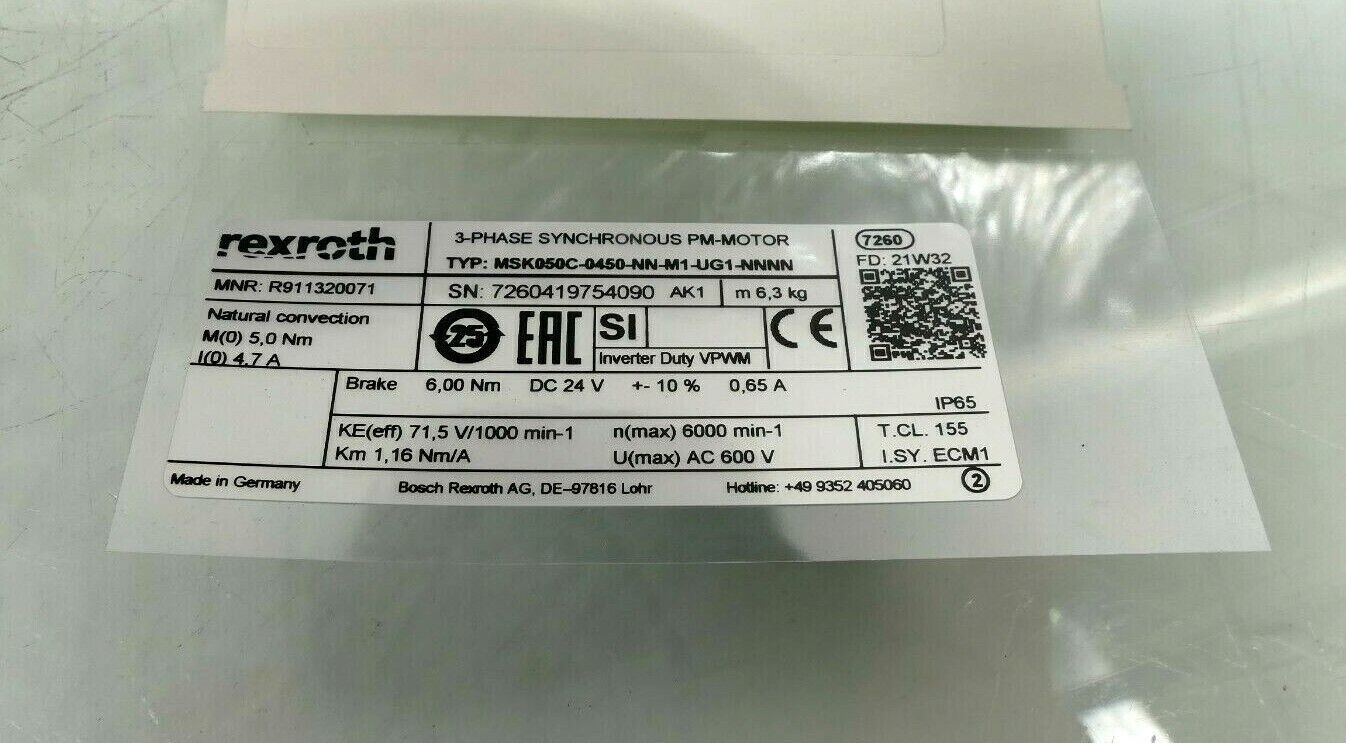 rexroth
3-PHASE SYNCHRONOUS PM-MOTOR
TYP: MSK050C-0450-NN-M1-UG1-NNNN
7260
FD: 21W32
MNR: R911320071
SN: 7260419754090 AK1 m 6,3 kg
Natural convection
M(0) 5,0 Nm
I(0) 4,7 A
25
EAC
SI
Inverter Duty VPWM
CE
Brake 6,00 Nm DC 24 V +- 10 % 0,65 A
IP65
KE(eff) 71,5 V/1000 min-1 n(max) 6000 min-1
Km 1,16 Nm/A U(max) AC 600 V
T.CL. 155
I.SY. ECM1
Made in Germany Bosch Rexroth AG, DE-97816 Lohr Hotline: +49 9352 405060 2